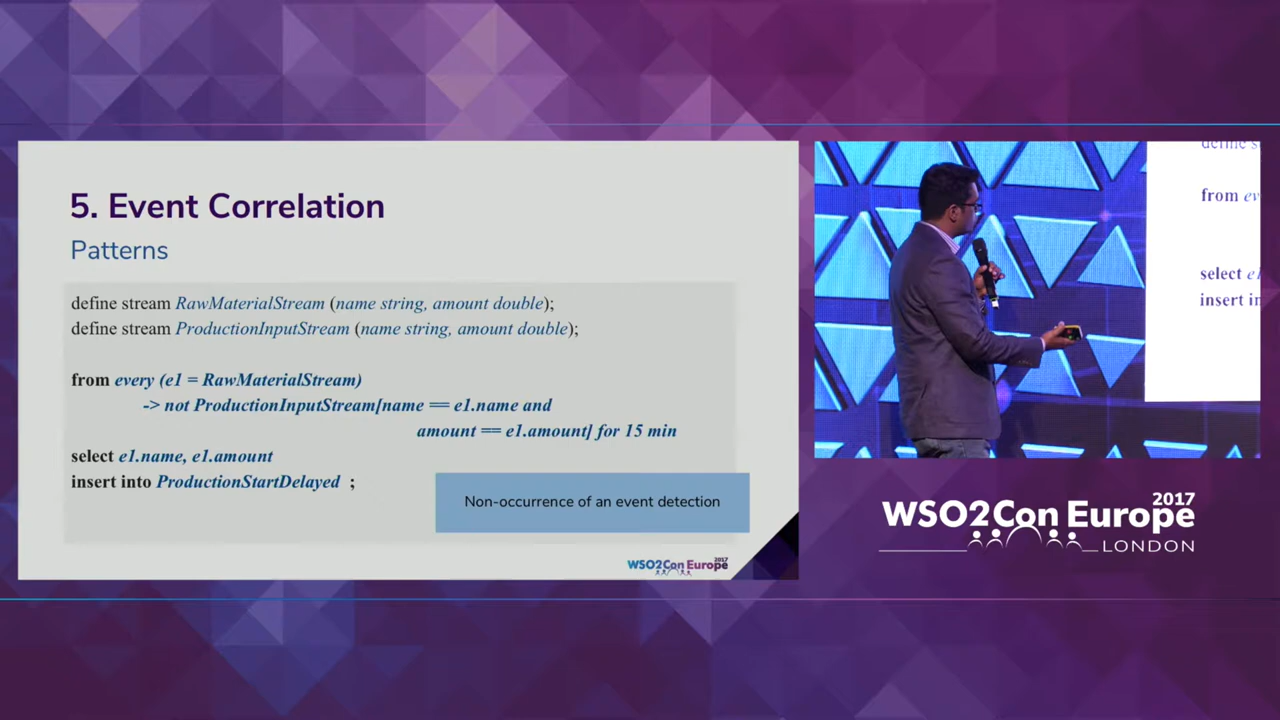 5. Event Correlation
Patterns
define stream RawMaterialStream (name string, amount double);
define stream ProductionInputStream (name string, amount double);
from every (e1 = RawMaterialStream)
-> not ProductionInputStream[name == e1.name and
amount == e1.amount] for 15 min
select e1.name, e1.amount
insert into ProductionStartDelayed ;
Non-occurrence of an event detection
WSO2Con Europe 2017
define s
from ev
select e1
insert in
WSO2Con Europe 2017
LONDON